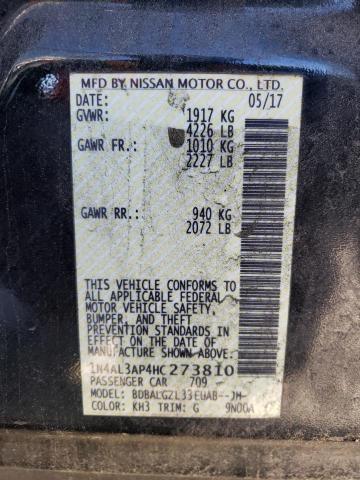 MFD BY NISSAN MOTOR CO., LTD.
DATE: 05/17
GVWR: 1917 KG
4226 LB
GAWR FR: 1010 KG
2227 LB
GAWR RR: 940 KG
2072 LB
THIS VEHICLE CONFORMS TO
ALL APPLICABLE FEDERAL
MOTOR VEHICLE SAFETY,
BUMPER, AND THEFT
PREVENTION STANDARDS IN
EFFECT ON THE DATE OF
MANUFACTURE SHOWN ABOVE.
1N4AL3AP4HC273810
PASSENGER CAR 709
MODEL: BDBALGZL33EUAB--JH-
COLOR: KH3 TRIM: G 9N00A